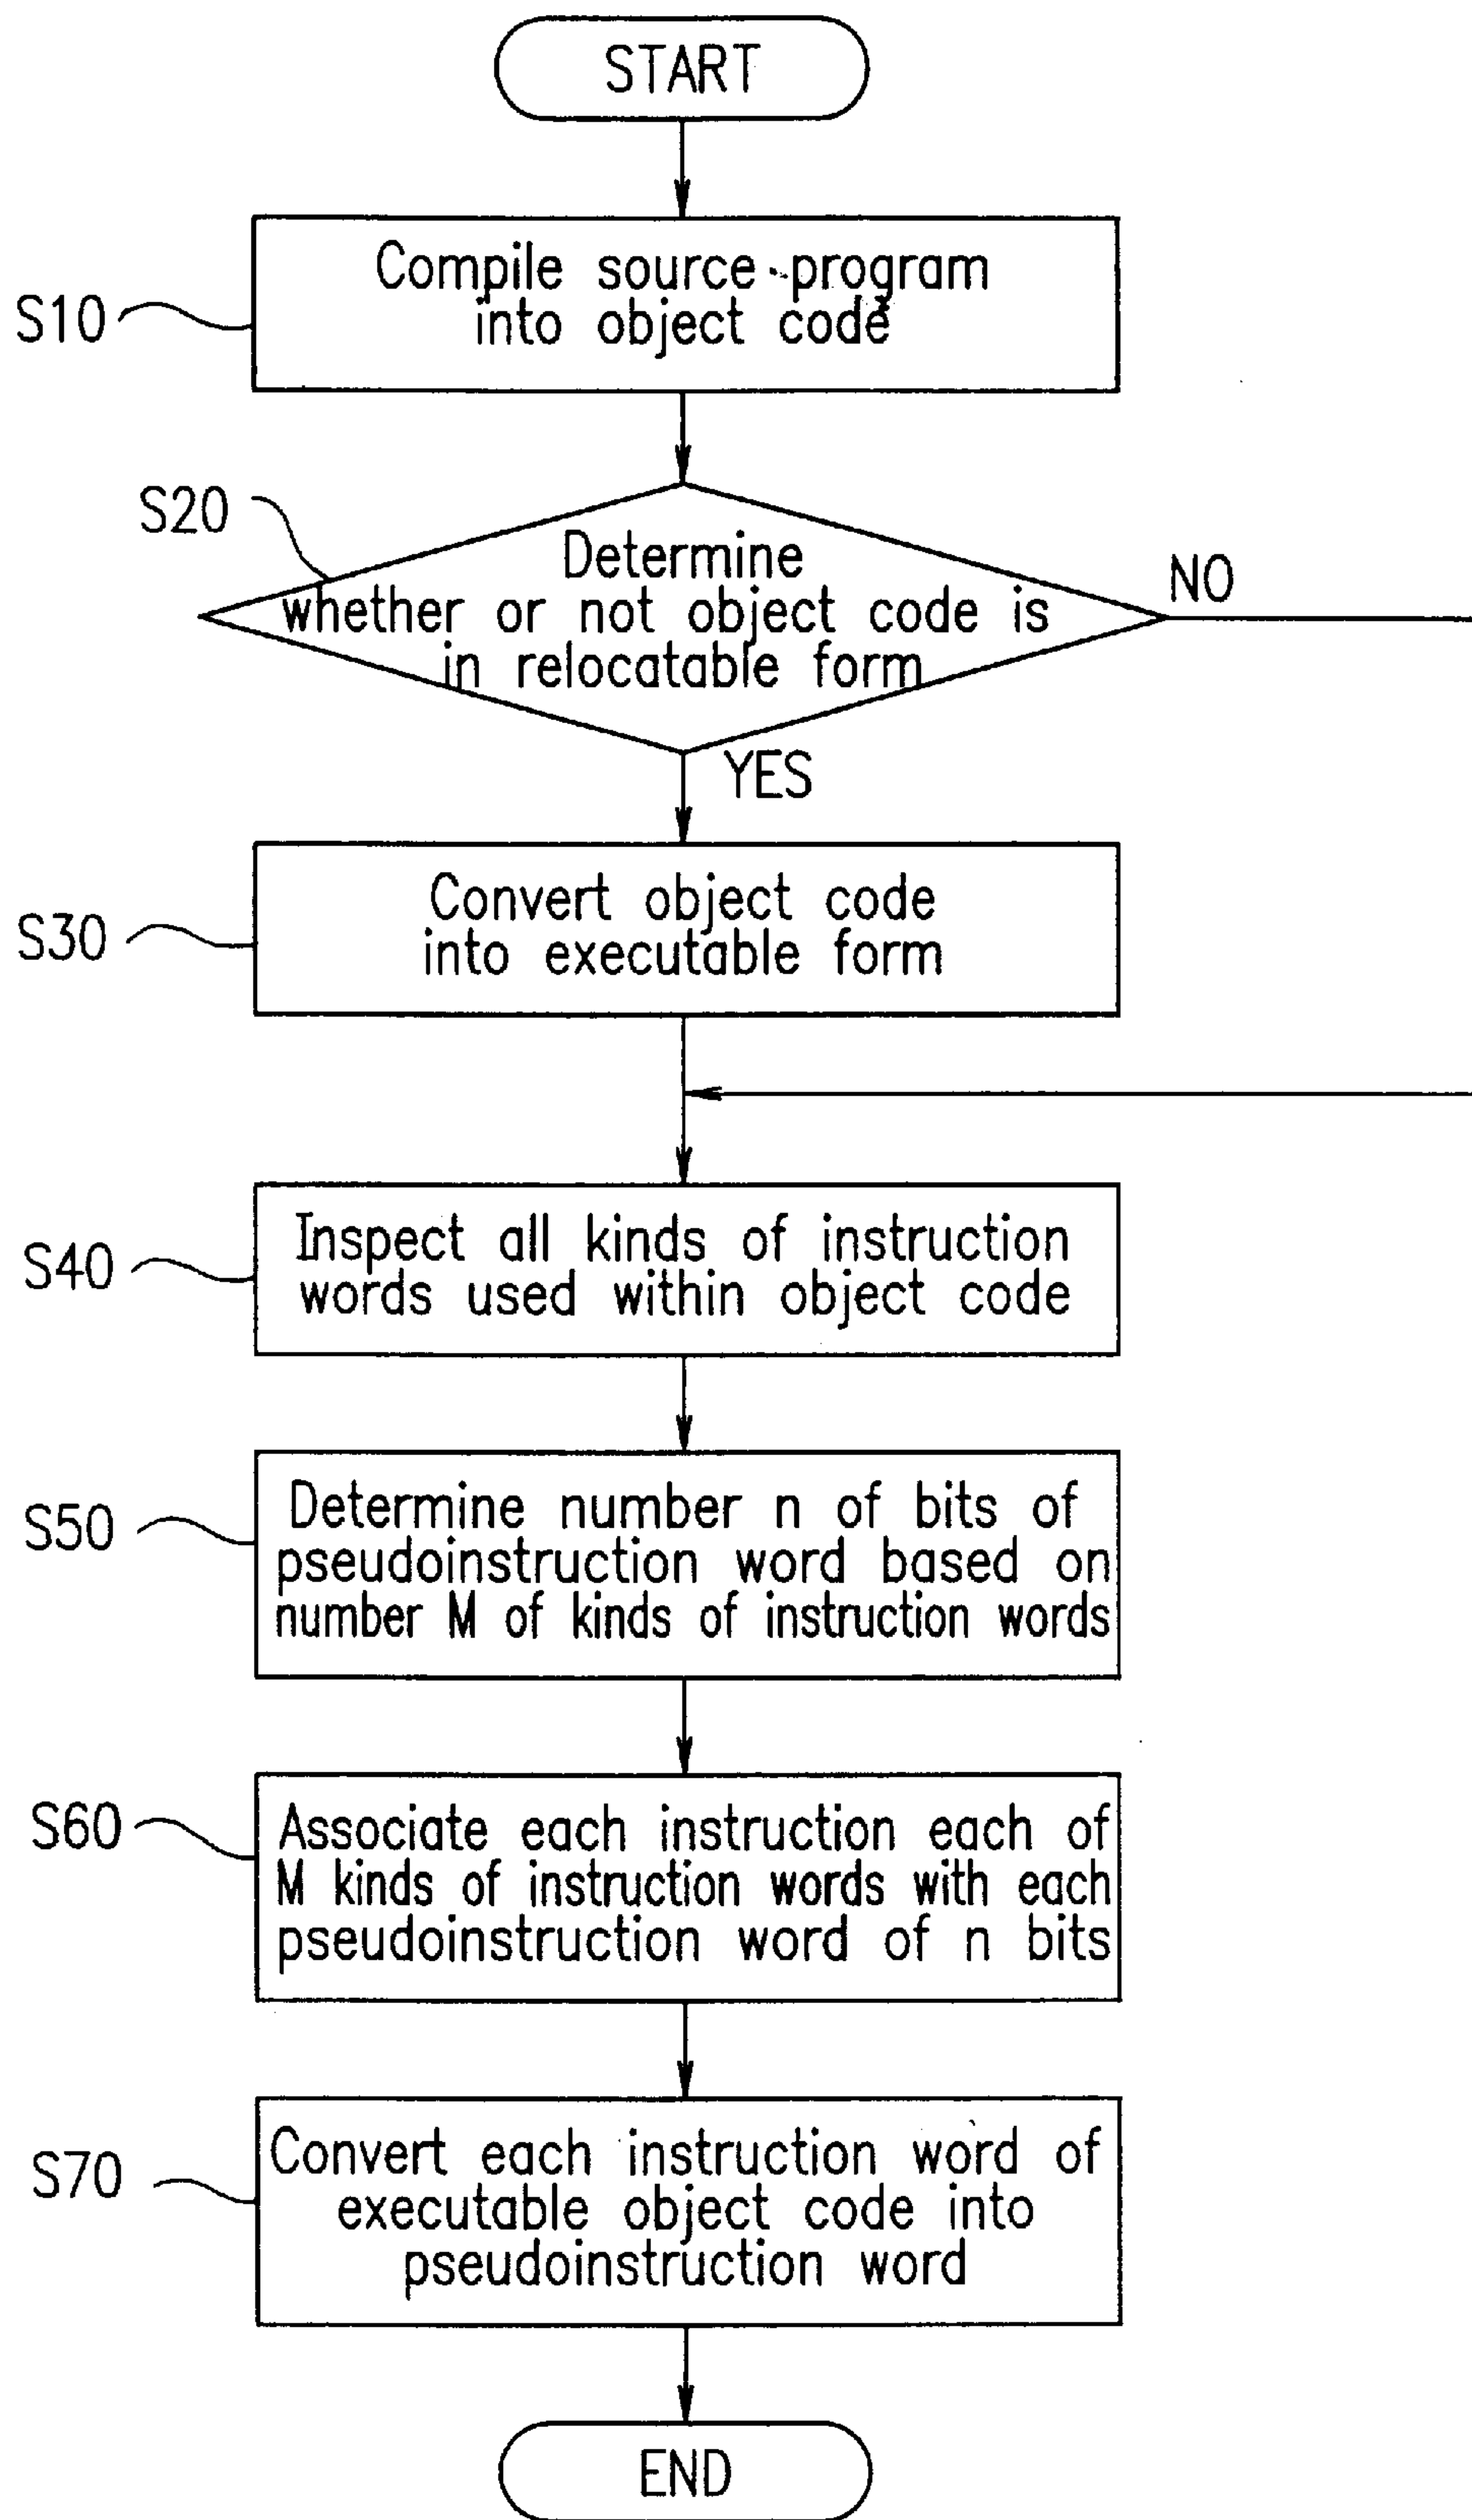 START
Compile source program
into object code
S10
S20
Determine
whether or not object code is
in relocatable form
NO
YES
Convert object code
into executable form
S30
Inspect all kinds of instruction
words used within object code
S40
Determine number n of bits of
pseudoinstruction word based on
number M of kinds of instruction words
S50
Associate each instruction each of
M kinds of instruction words with each
pseudoinstruction word of n bits
S60
Convert each instruction word of
executable object code into
pseudoinstruction word
S70
END